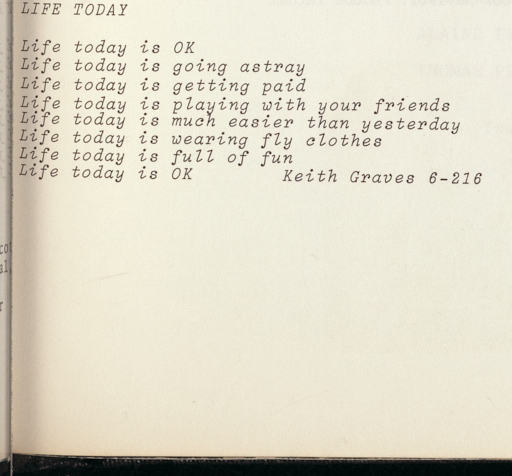 LIFE TODAY
Life today is OK
Life today is going astray
Life today is getting paid
Life today is playing with your friends
Life today is much easier than yesterday
Life today is wearing fly clothes
Life today is full of fun
Life today is OK Keith Graves 6-216